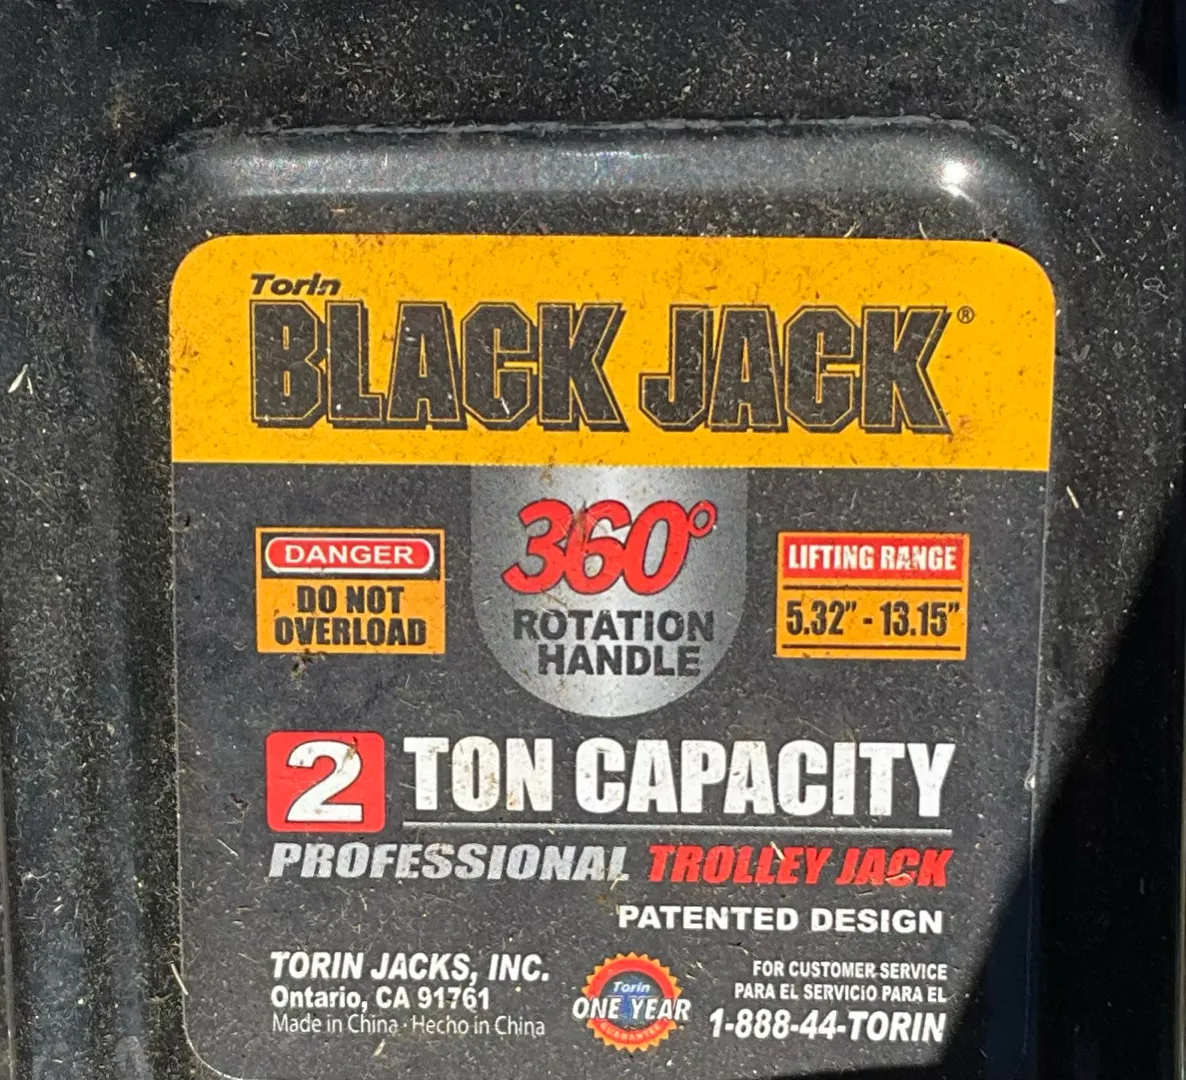 Torin
BLACK JACK®
DANGER
DO NOT
OVERLOAD
360°
ROTATION
HANDLE
LIFTING RANGE
5.32" - 13.15"
2 TON CAPACITY
PROFESSIONAL TROLLEY JACK
PATENTED DESIGN
TORIN JACKS, INC.
Ontario, CA 91761
Made in China · Hecho in China
Torin
ONE YEAR
GUARANTEE
FOR CUSTOMER SERVICE
PARA EL SERVICIO PARA EL
1-888-44-TORIN